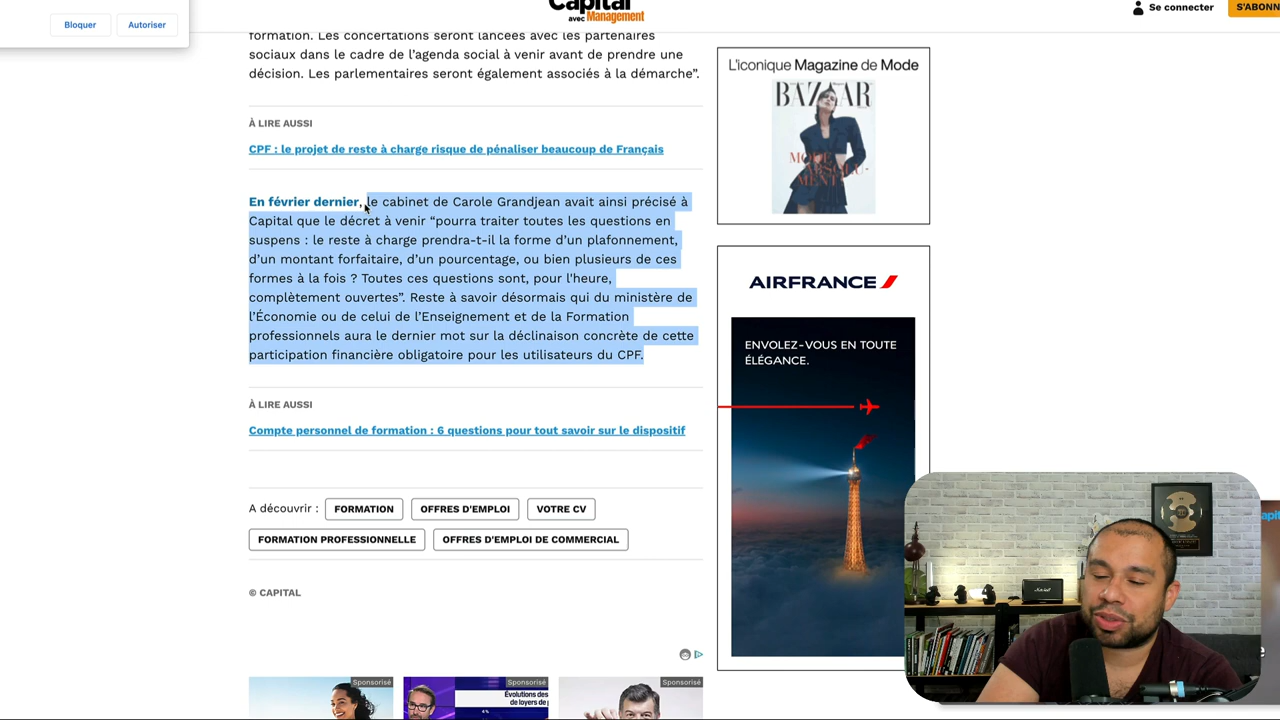 Bloquer
Autoriser
Capital
avec Management
Se connecter
S'ABONN
formation. Les concertations seront lancées avec les partenaires
sociaux dans le cadre de l'agenda social à venir avant de prendre une
décision. Les parlementaires seront également associés à la démarche”.
À LIRE AUSSI
CPF : le projet de reste à charge risque de pénaliser beaucoup de Français
En février dernier, le cabinet de Carole Grandjean avait ainsi précisé à
Capital que le décret à venir “pourra traiter toutes les questions en
suspens : le reste à charge prendra-t-il la forme d'un plafonnement,
d'un montant forfaitaire, d'un pourcentage, ou bien plusieurs de ces
formes à la fois ? Toutes ces questions sont, pour l'heure,
complètement ouvertes”. Reste à savoir désormais qui du ministère de
l'Économie ou de celui de l'Enseignement et de la Formation
professionnels aura le dernier mot sur la déclinaison concrète de cette
participation financière obligatoire pour les utilisateurs du CPF.
À LIRE AUSSI
Compte personnel de formation : 6 questions pour tout savoir sur le dispositif
A découvrir :
FORMATION
OFFRES D'EMPLOI
VOTRE CV
FORMATION PROFESSIONNELLE
OFFRES D'EMPLOI DE COMMERCIAL
© CAPITAL
Sponsorisé
Sponsorisé
Sponsorisé
Évolutions des
de loyers de
L'iconique Magazine de Mode
BAZAAR
AIRFRANCE
ENVOLEZ-VOUS EN TOUTE
ÉLÉGANCE.